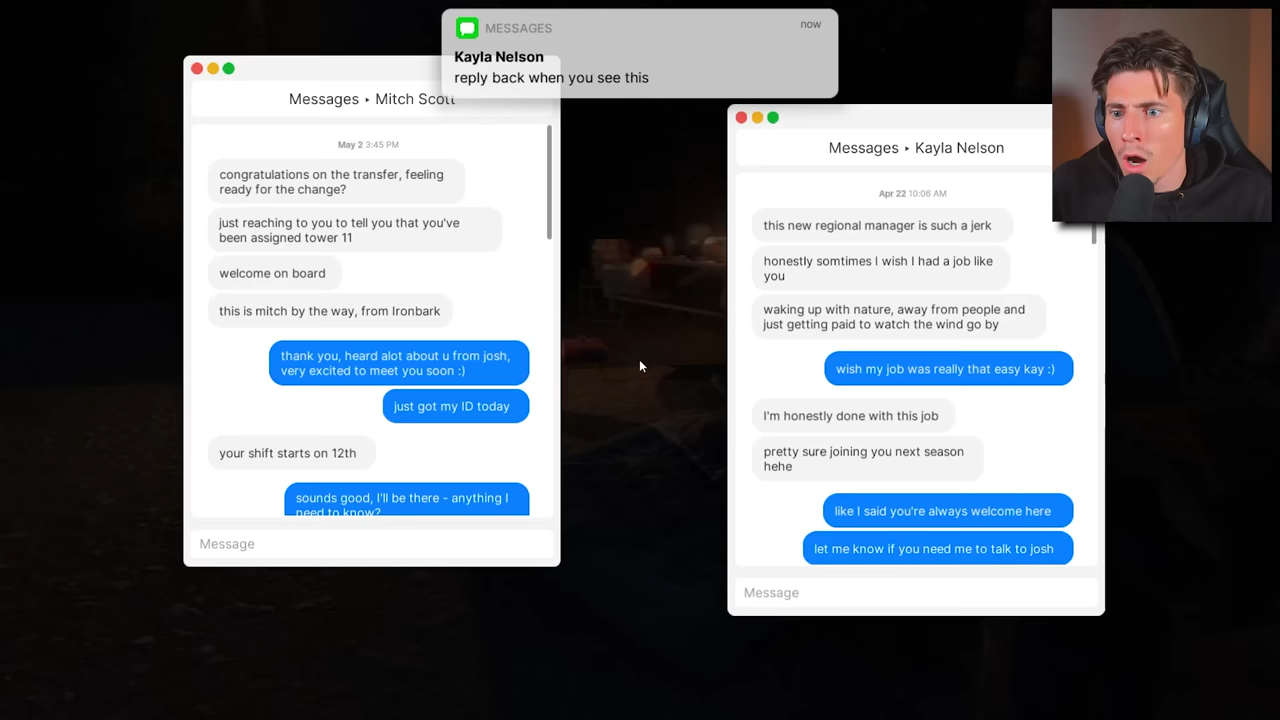 MESSAGES
now
Kayla Nelson
reply back when you see this
Messages ‣ Mitch Scott
May 2 3:45 PM
congratulations on the transfer, feeling
ready for the change?
just reaching to you to tell you that you've
been assigned tower 11
welcome on board
this is mitch by the way, from Ironbark
thank you, heard alot about u from josh,
very excited to meet you soon :)
just got my ID today
your shift starts on 12th
sounds good, I'll be there - anything I
need to know?
Message
Messages ‣ Kayla Nelson
Apr 22 10:06 AM
this new regional manager is such a jerk
honestly somtimes I wish I had a job like
you
waking up with nature, away from people and
just getting paid to watch the wind go by
wish my job was really that easy kay :)
I'm honestly done with this job
pretty sure joining you next season
hehe
like I said you're always welcome here
let me know if you need me to talk to josh
Message